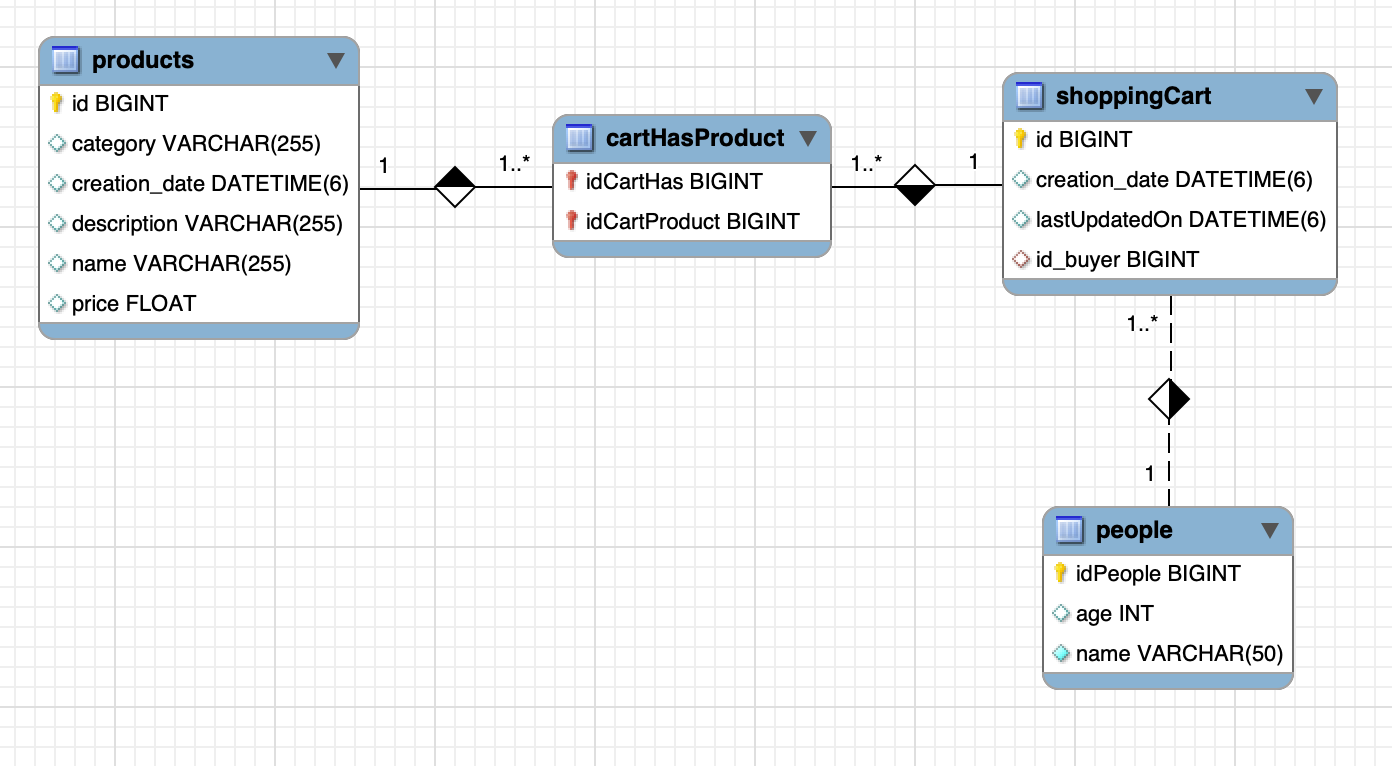 products
id BIGINT
category VARCHAR(255)
creation_date DATETIME(6)
description VARCHAR(255)
name VARCHAR(255)
price FLOAT
1
1..*
cartHasProduct
idCartHas BIGINT
idCartProduct BIGINT
1..*
1
shoppingCart
id BIGINT
creation_date DATETIME(6)
lastUpdatedOn DATETIME(6)
id_buyer BIGINT
1..*
1
people
idPeople BIGINT
age INT
name VARCHAR(50)